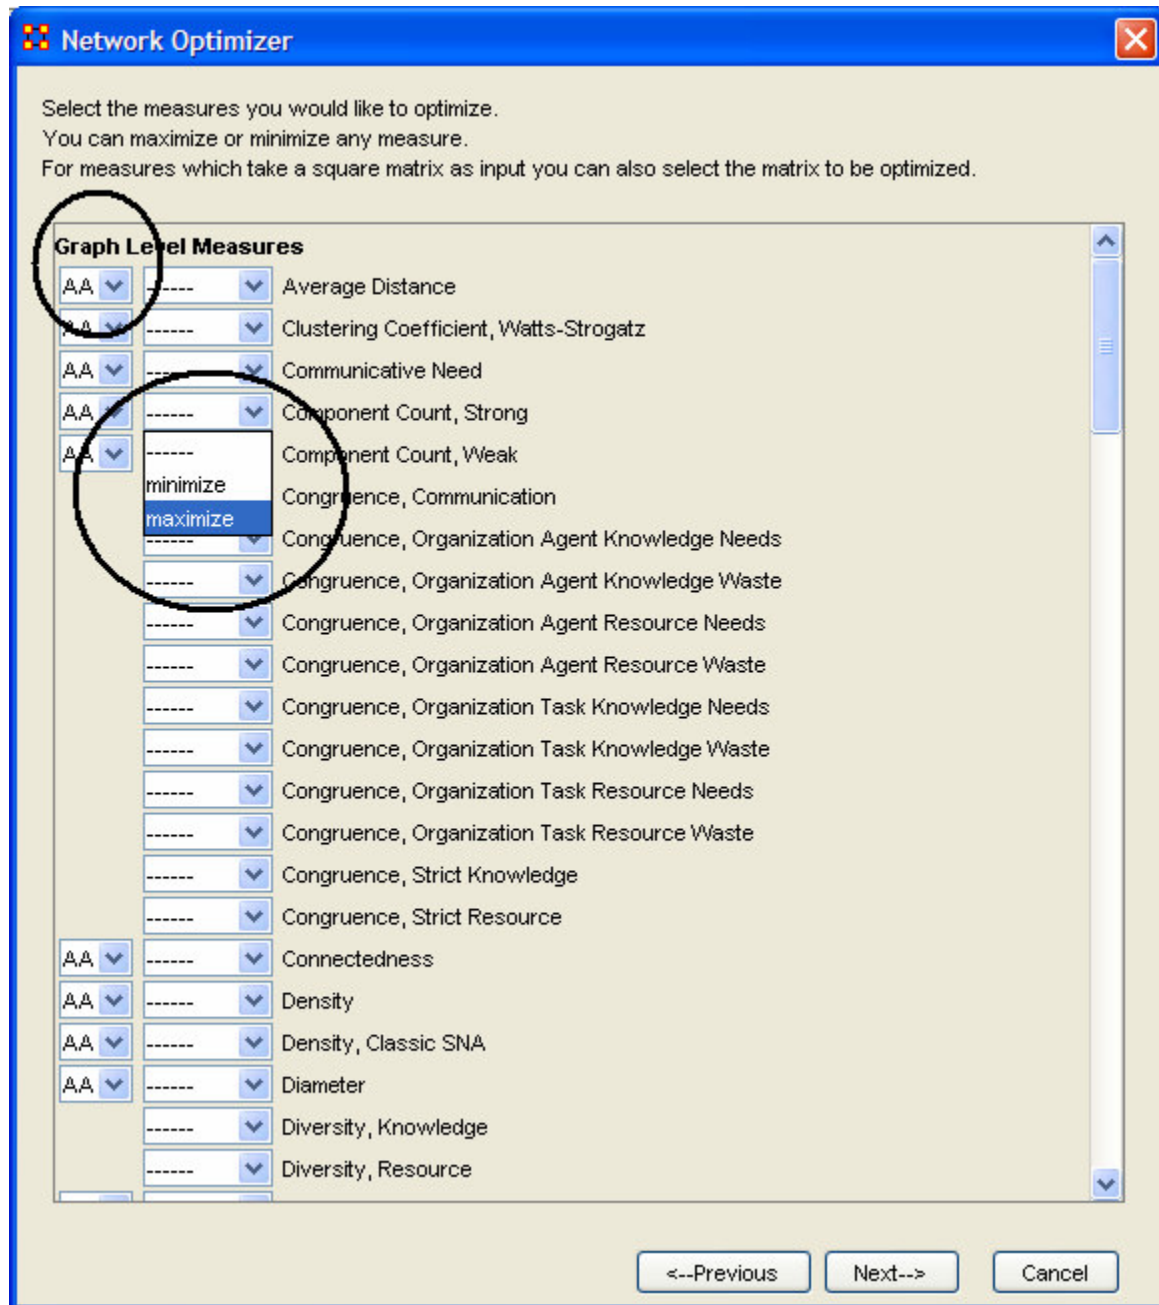 Network Optimizer
Select the measures you would like to optimize.
You can maximize or minimize any measure.
For measures which take a square matrix as input you can also select the matrix to be optimized.
Graph Level Measures
AA ------ Average Distance
AA ------ Clustering Coefficient, Watts-Strogatz
AA ------ Communicative Need
AA ------ Component Count, Strong
AA ------ Component Count, Weak
minimize Congruence, Communication
maximize
------ Congruence, Organization Agent Knowledge Needs
------ Congruence, Organization Agent Knowledge Waste
------ Congruence, Organization Agent Resource Needs
------ Congruence, Organization Agent Resource Waste
------ Congruence, Organization Task Knowledge Needs
------ Congruence, Organization Task Knowledge Waste
------ Congruence, Organization Task Resource Needs
------ Congruence, Organization Task Resource Waste
------ Congruence, Strict Knowledge
------ Congruence, Strict Resource
AA ------ Connectedness
AA ------ Density
AA ------ Density, Classic SNA
AA ------ Diameter
------ Diversity, Knowledge
------ Diversity, Resource
<--Previous Next--> Cancel